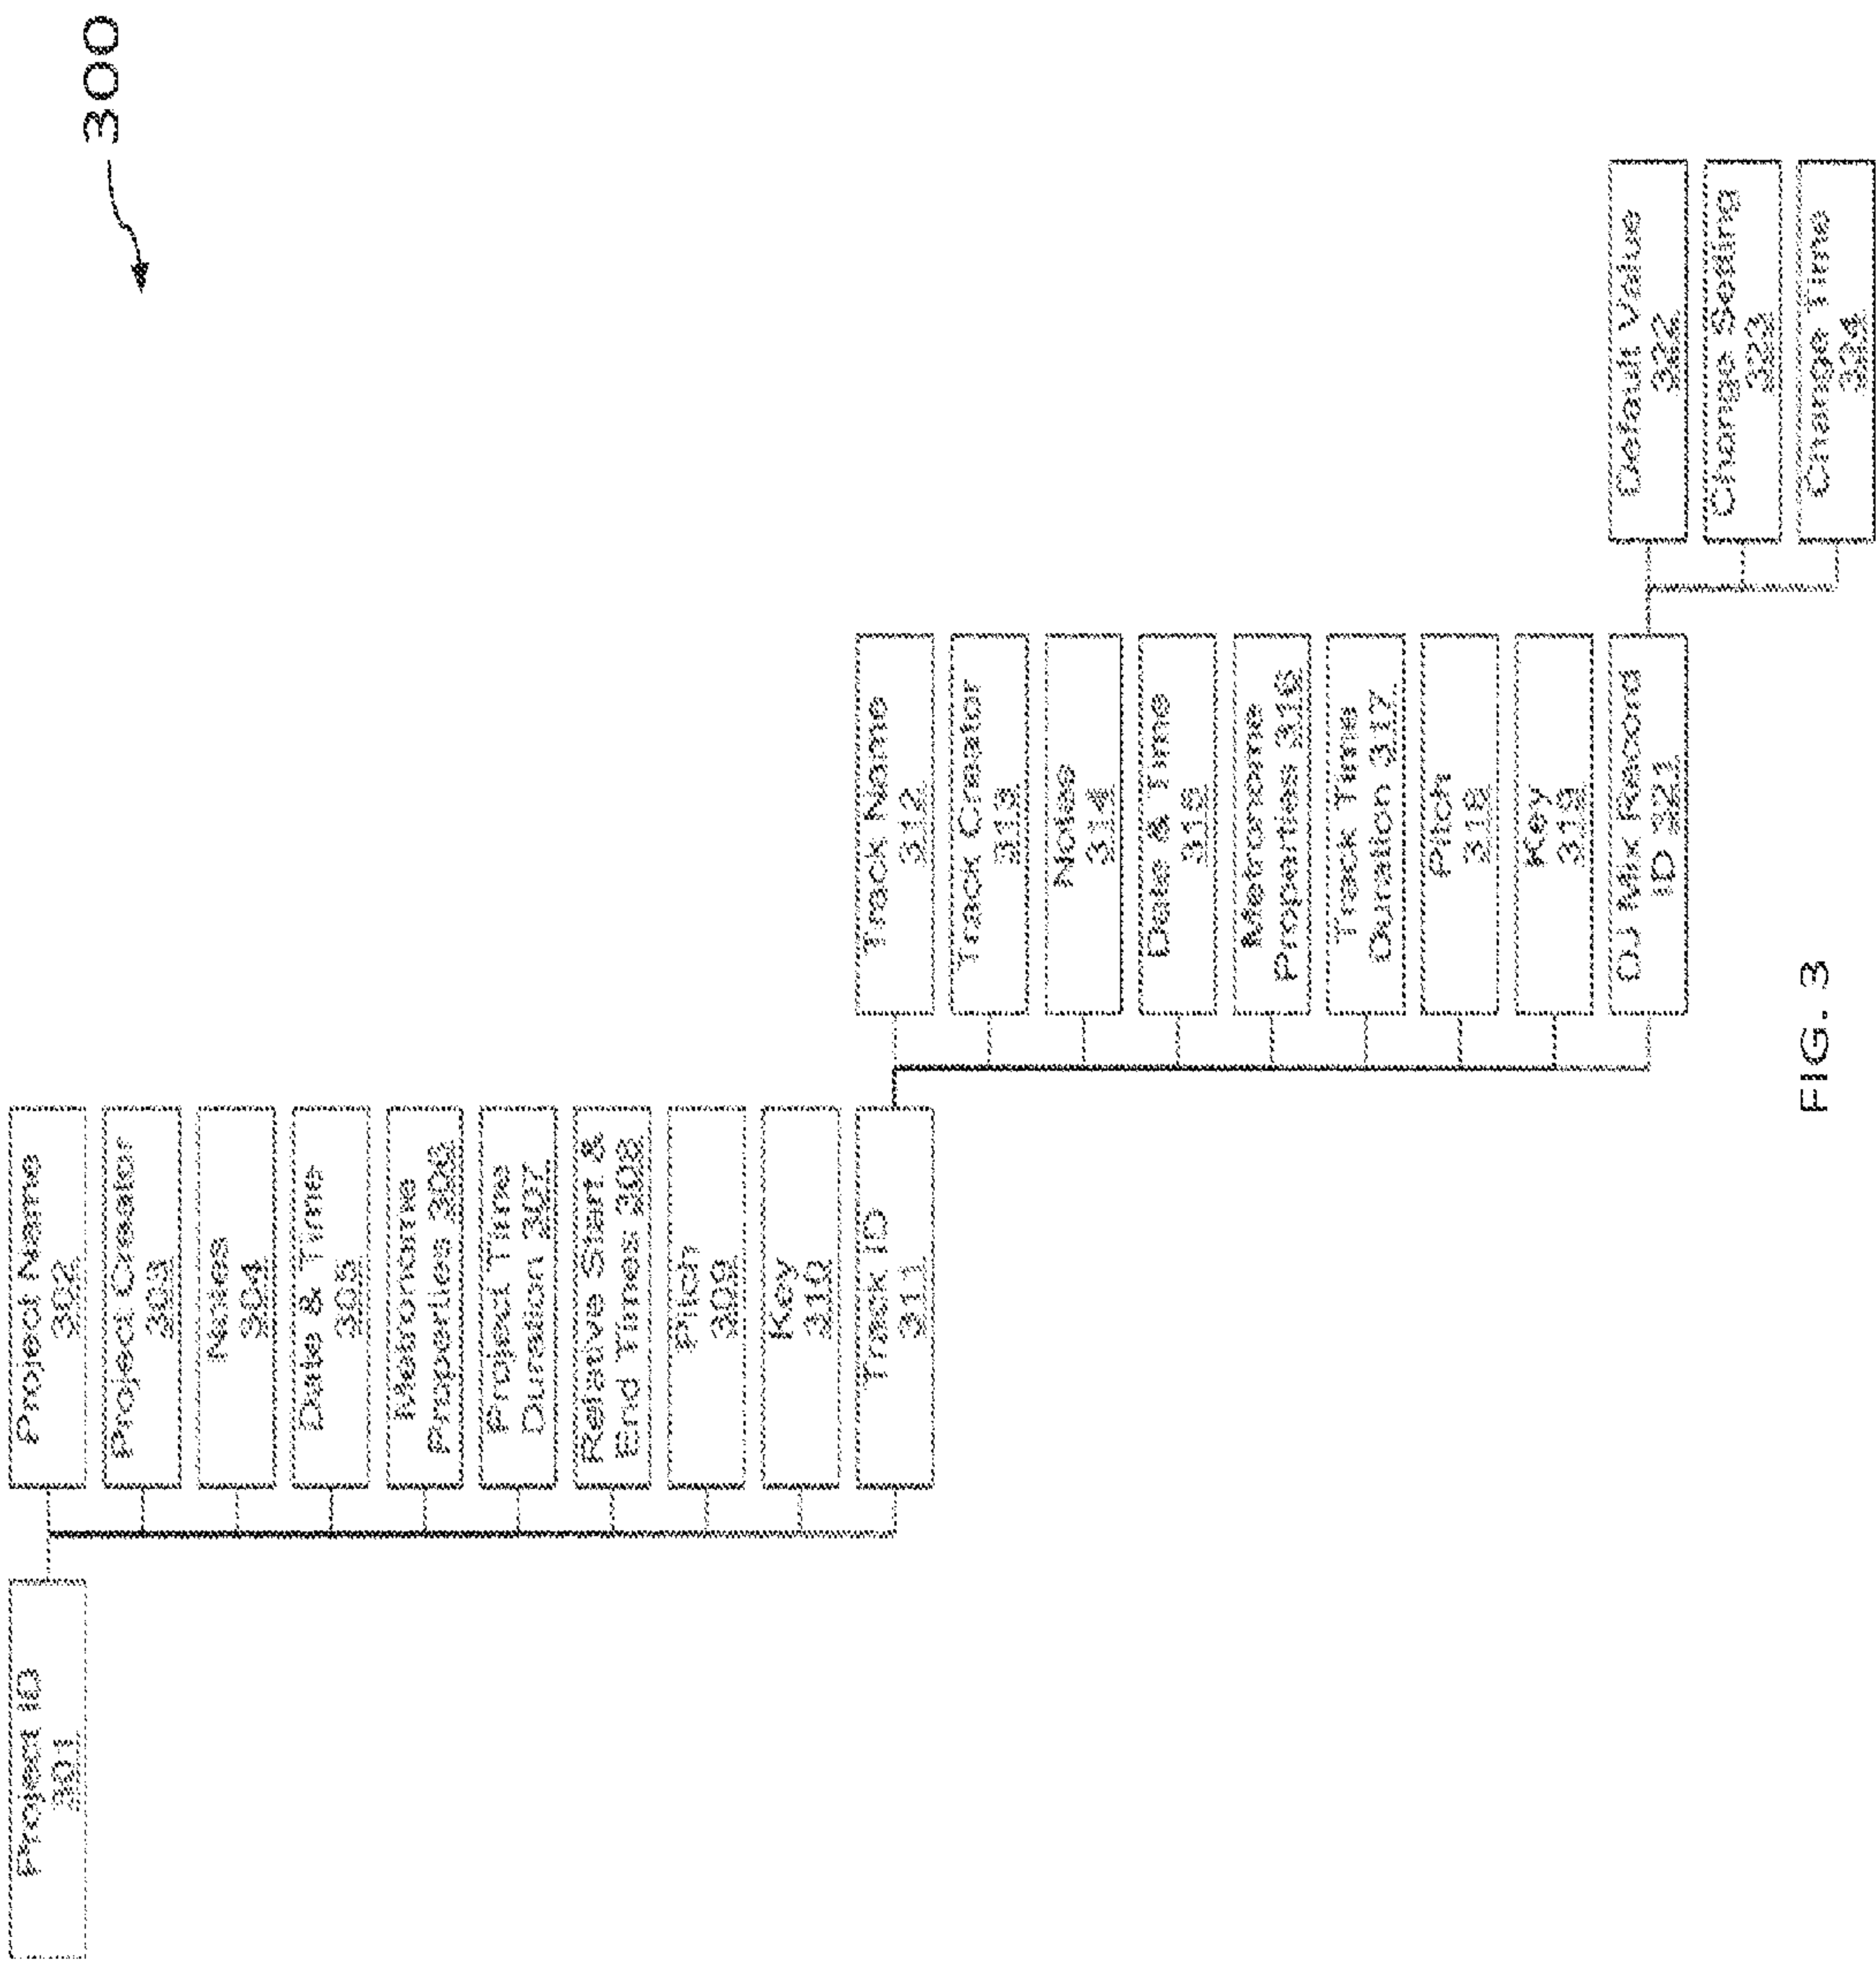 300
Project ID
301
Project Name
302
Project Creator
303
Notes
304
Date & Time
305
Metronome
Properties 306
Project Time
Duration 307
Relative Start &
End Times 308
Pitch
309
Key
310
Track ID
311
Track Name
312
Track Creator
313
Notes
314
Date & Time
315
Metronome
Properties 316
Track Time
Duration 317
Pitch
318
Key
319
DJ Mix Record
ID 321
Default Value
322
Change Setting
323
Change Time
324
FIG. 3